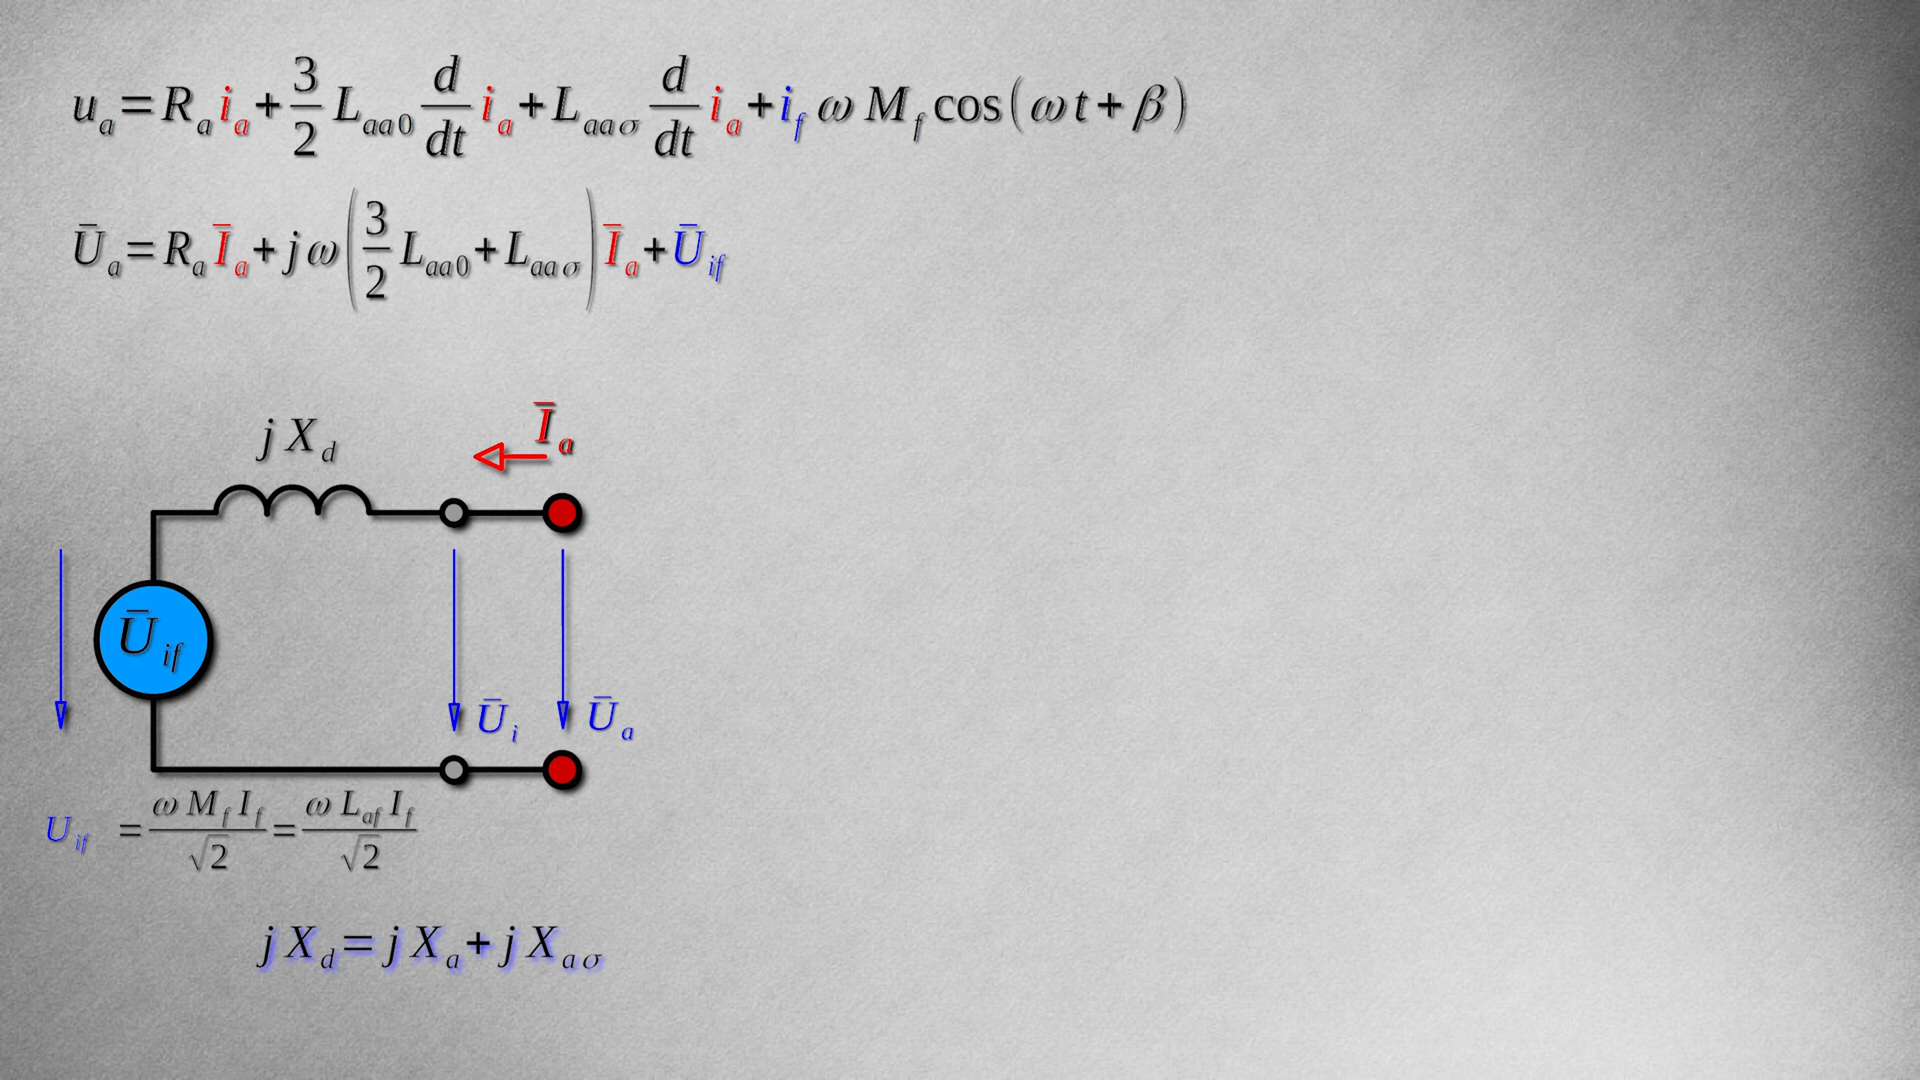 u_a = R_a i_a + 3/2 L_aa0 d/dt i_a + L_aaσ d/dt i_a + i_f ω M_f cos(ω t + β)
Ū_a = R_a Ī_a + j ω (3/2 L_aa0 + L_aaσ) Ī_a + Ū_if
j X_d
Ī_a
Ū_if
Ū_i
Ū_a
U_if = ω M_f I_f / √2 = ω L_af I_f / √2
j X_d = j X_a + j X_aσ